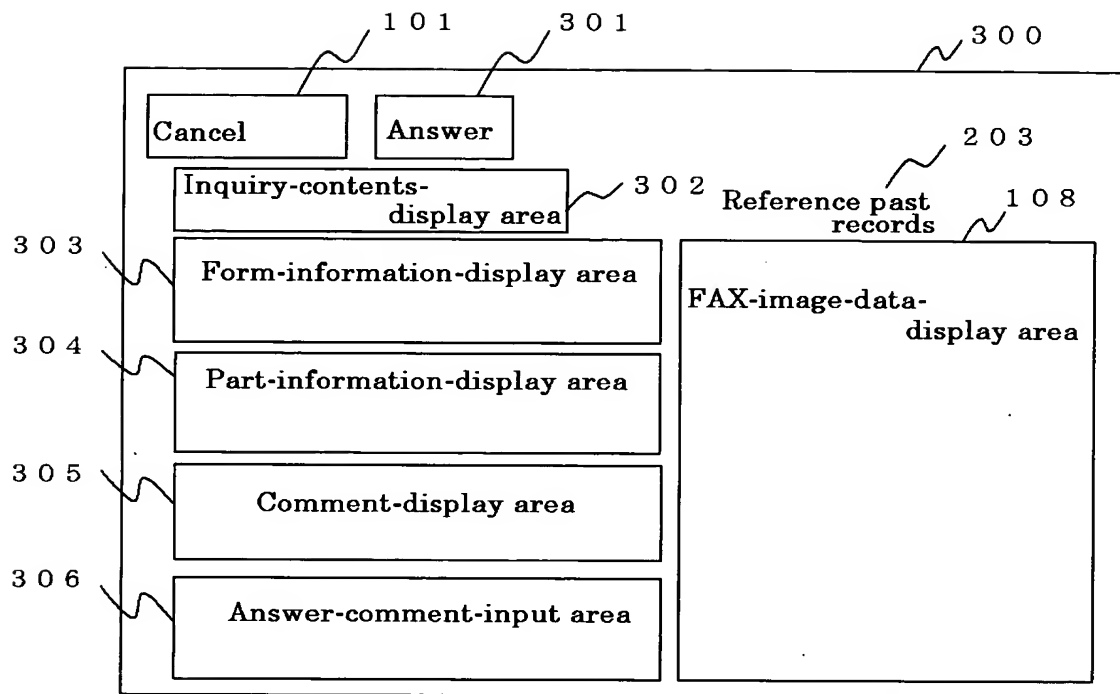 101
301
300
Cancel
Answer
203
Inquiry-contents-
display area
302
Reference past
records
108
303
Form-information-display area
FAX-image-data-
display area
304
Part-information-display area
305
Comment-display area
306
Answer-comment-input area